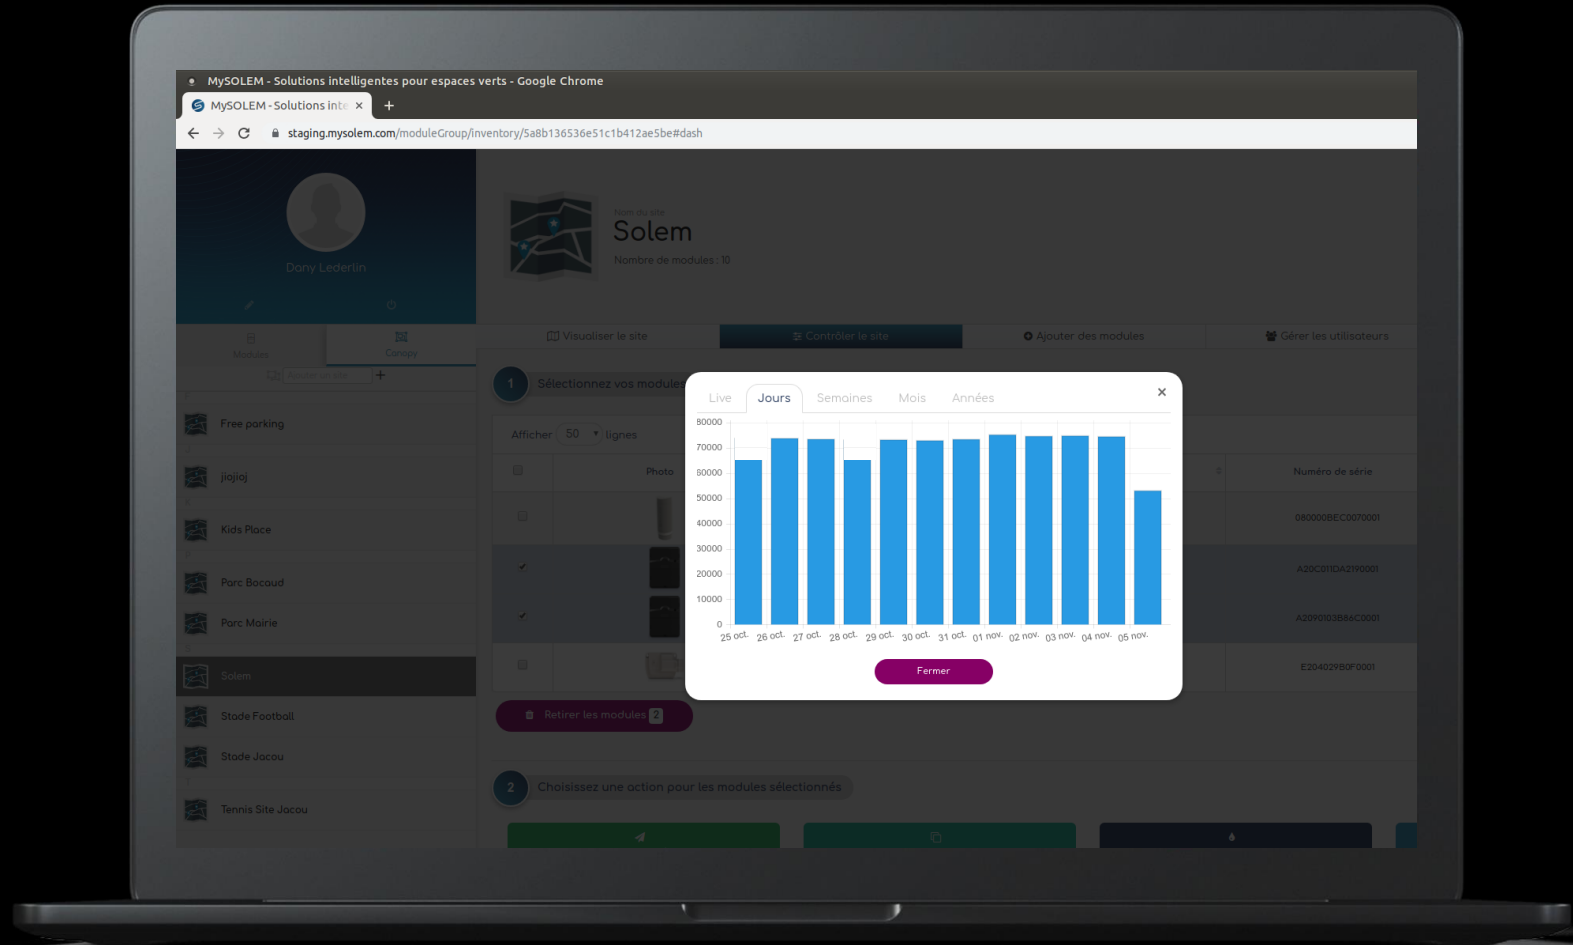 MySOLEM - Solutions intelligentes pour espaces verts - Google Chrome
MySOLEM - Solutions inte × +
staging.mysolem.com/moduleGroup/inventory/5a8b136536e51c1b412ae5be#dash
Dany Lederlin
Modules
Canopy
Ajouter un site +
Free parking
jiojioj
Kids Place
Parc Bocaud
Parc Mairie
Solem
Stade Football
Stade Jacou
Tennis Site Jacou
Nom du site
Solem
Nombre de modules : 10
Visualiser le site
Contrôler le site
Ajouter des modules
Gérer les utilisateurs
1 Sélectionnez vos modules
Afficher 50 lignes
Photo
Numéro de série
080000BEC0070001
A20C011DA2190001
A2090103BB6C0001
E204029B0F0001
Live Jours Semaines Mois Années ×
80000
70000
60000
50000
40000
30000
20000
10000
0
25 oct. 26 oct. 27 oct. 28 oct. 29 oct. 30 oct. 31 oct. 01 nov. 02 nov. 03 nov. 04 nov. 05 nov.
Fermer
Retirer les modules 2
2 Choisissez une action pour les modules sélectionnés